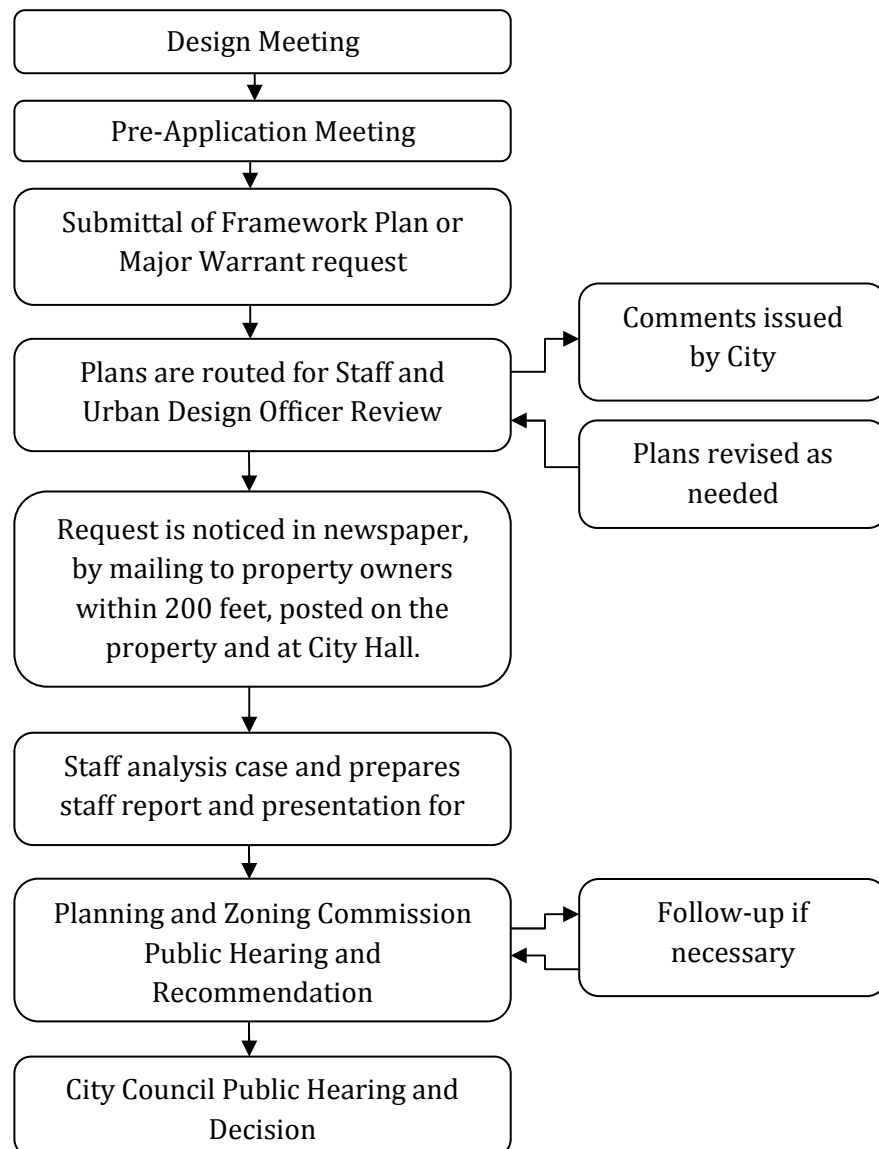 Design Meeting
Pre-Application Meeting
Submittal of Framework Plan or
Major Warrant request
Plans are routed for Staff and
Urban Design Officer Review
Comments issued
by City
Plans revised as
needed
Request is noticed in newspaper,
by mailing to property owners
within 200 feet, posted on the
property and at City Hall.
Staff analysis case and prepares
staff report and presentation for
Planning and Zoning Commission
Public Hearing and
Recommendation
Follow-up if
necessary
City Council Public Hearing and
Decision